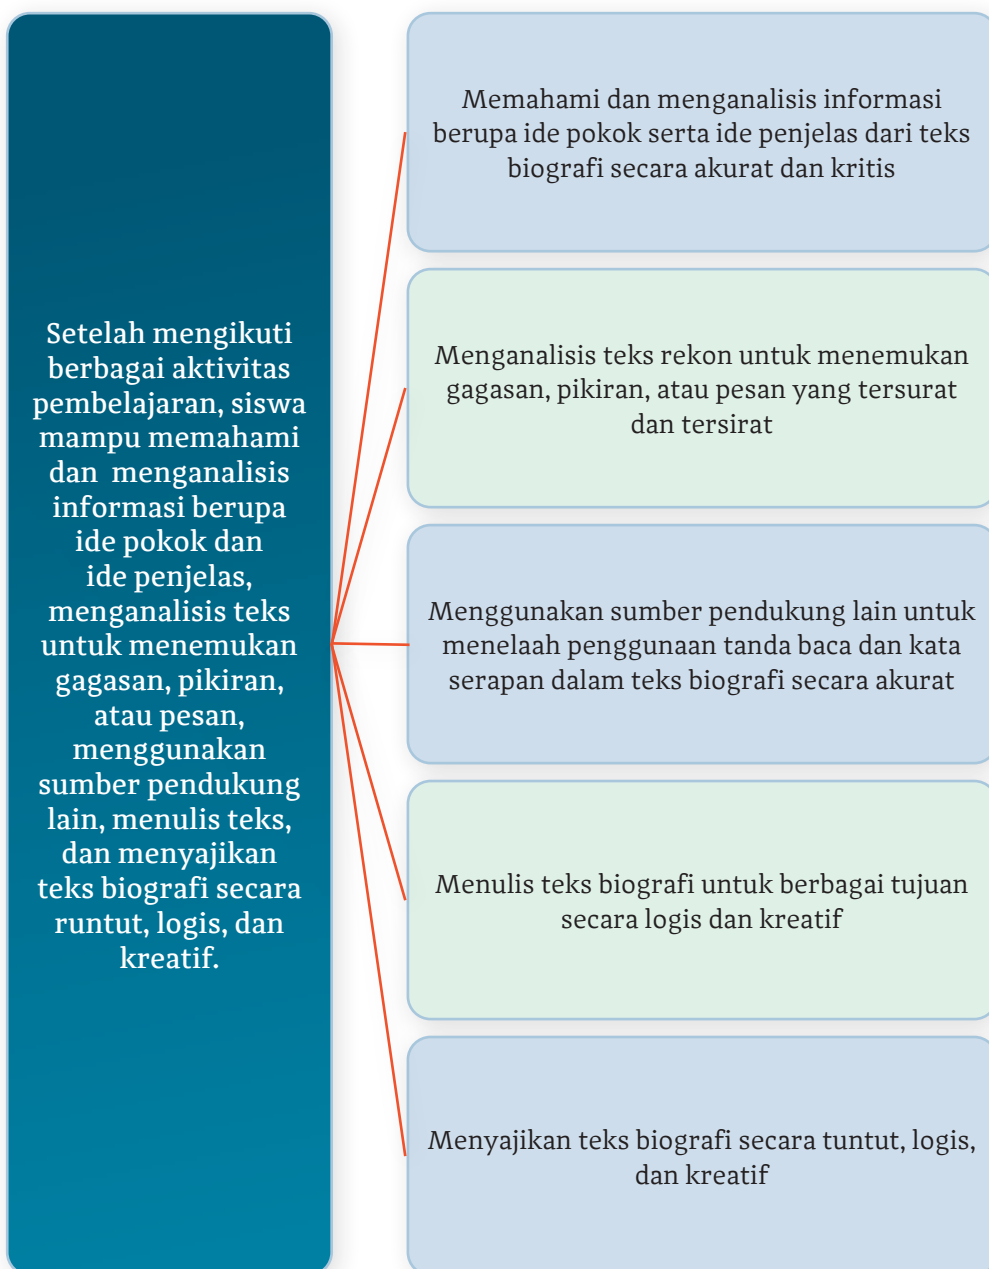 Setelah mengikuti
berbagai aktivitas
pembelajaran, siswa
mampu memahami
dan menganalisis
informasi berupa
ide pokok dan
ide penjelas,
menganalisis teks
untuk menemukan
gagasan, pikiran,
atau pesan,
menggunakan
sumber pendukung
lain, menulis teks,
dan menyajikan
teks biografi secara
runtut, logis, dan
kreatif.
Memahami dan menganalisis informasi
berupa ide pokok serta ide penjelas dari teks
biografi secara akurat dan kritis
Menganalisis teks rekon untuk menemukan
gagasan, pikiran, atau pesan yang tersurat
dan tersirat
Menggunakan sumber pendukung lain untuk
menelaah penggunaan tanda baca dan kata
serapan dalam teks biografi secara akurat
Menulis teks biografi untuk berbagai tujuan
secara logis dan kreatif
Menyajikan teks biografi secara tuntut, logis,
dan kreatif